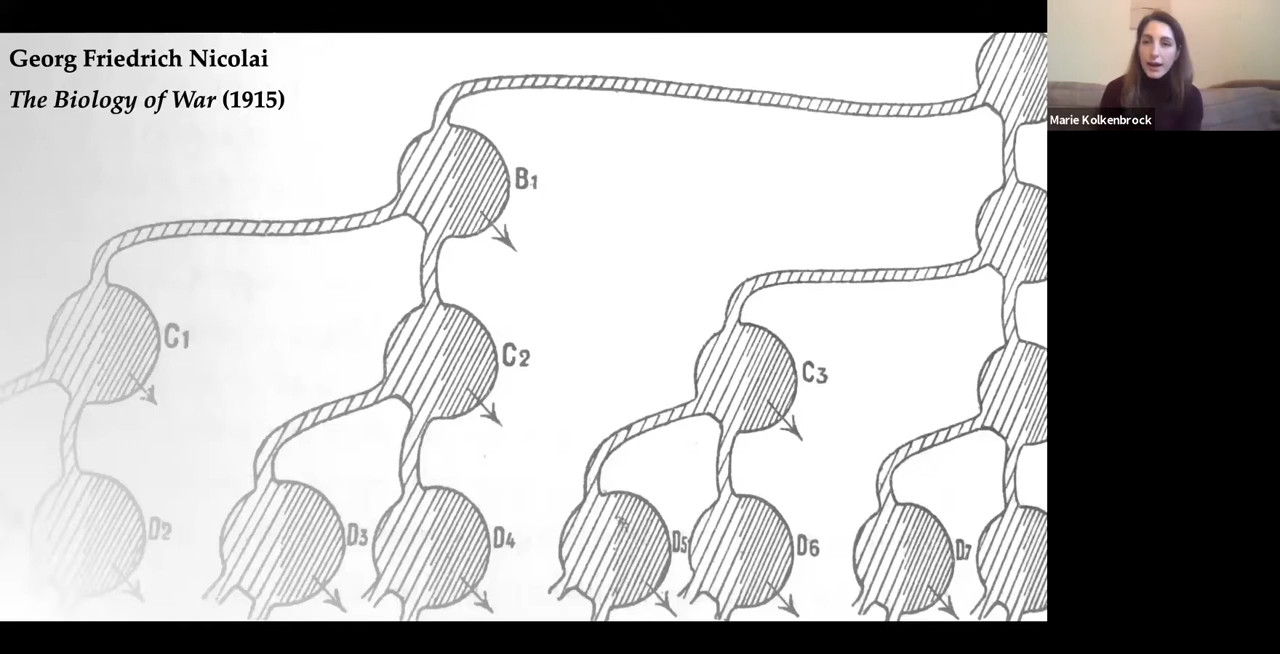 Georg Friedrich Nicolai
The Biology of War (1915)
Marie Kolkenbrock
B1
C1
C2
C3
D2
D3
D4
D5
D6
D7